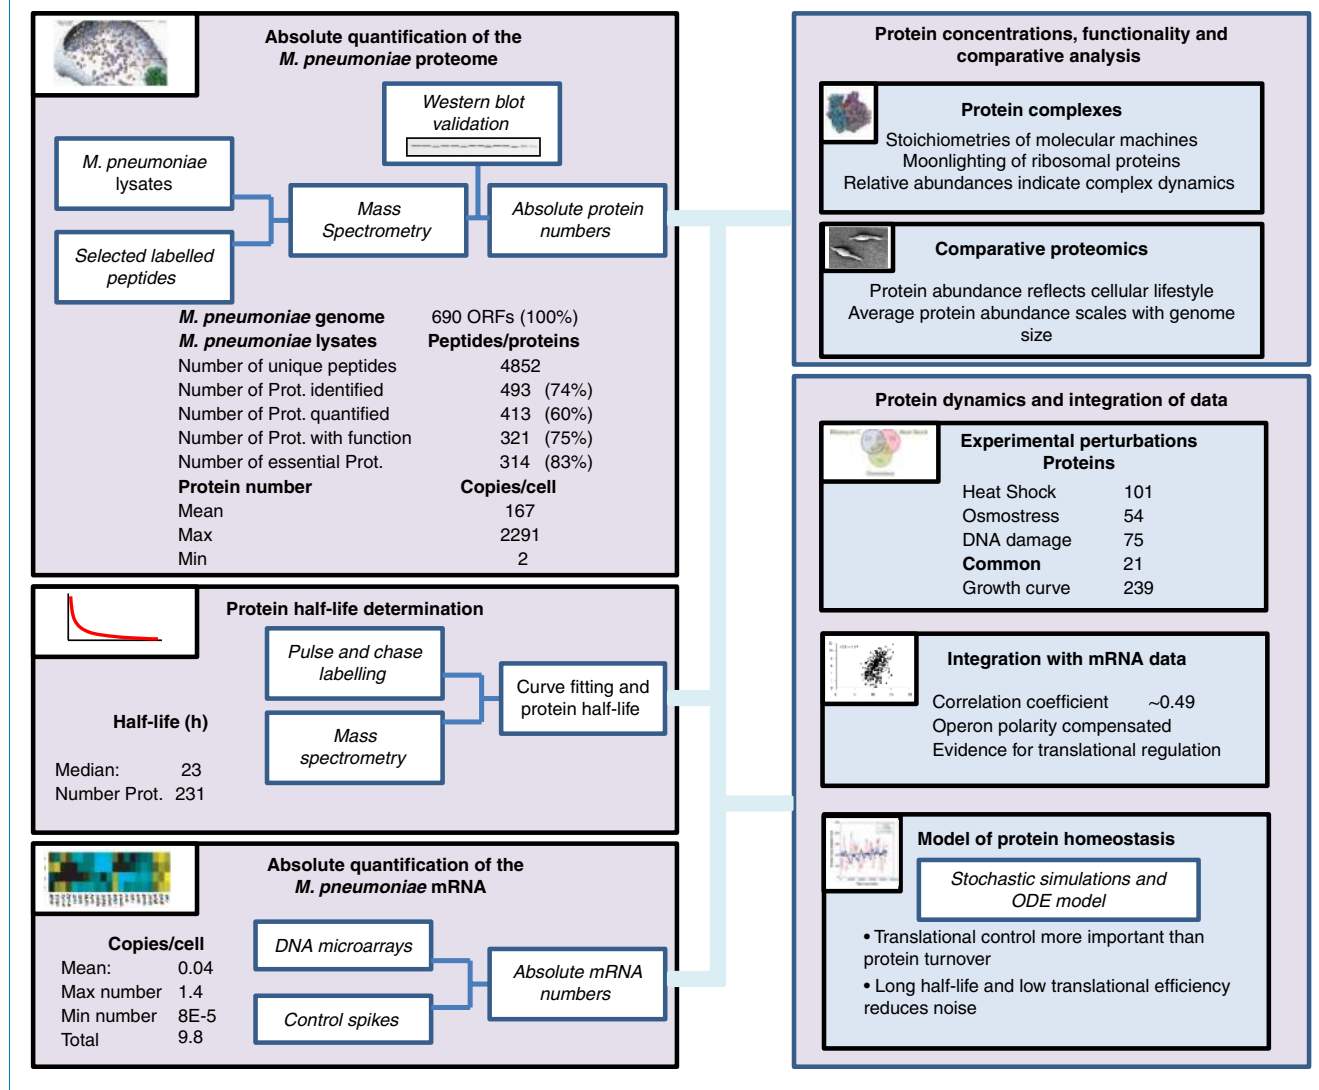 Absolute quantification of the
M. pneumoniae proteome
Western blot
validation
M. pneumoniae
lysates
Mass
Spectrometry
Absolute protein
numbers
Selected labelled
peptides
M. pneumoniae genome 690 ORFs (100%)
M. pneumoniae lysates Peptides/proteins
Number of unique peptides 4852
Number of Prot. identified 493 (74%)
Number of Prot. quantified 413 (60%)
Number of Prot. with function 321 (75%)
Number of essential Prot. 314 (83%)
Protein number Copies/cell
Mean 167
Max 2291
Min 2
Protein half-life determination
Pulse and chase
labelling
Curve fitting and
protein half-life
Mass
spectrometry
Half-life (h)
Median: 23
Number Prot. 231
Absolute quantification of the
M. pneumoniae mRNA
Copies/cell
Mean: 0.04
Max number 1.4
Min number 8E-5
Total 9.8
DNA microarrays
Absolute mRNA
numbers
Control spikes
Protein concentrations, functionality and
comparative analysis
Protein complexes
Stoichiometries of molecular machines
Moonlighting of ribosomal proteins
Relative abundances indicate complex dynamics
Comparative proteomics
Protein abundance reflects cellular lifestyle
Average protein abundance scales with genome
size
Protein dynamics and integration of data
Experimental perturbations
Proteins
Heat Shock 101
Osmostress 54
DNA damage 75
Common 21
Growth curve 239
Integration with mRNA data
Correlation coefficient ~0.49
Operon polarity compensated
Evidence for translational regulation
Model of protein homeostasis
Stochastic simulations and
ODE model
• Translational control more important than
protein turnover
• Long half-life and low translational efficiency
reduces noise